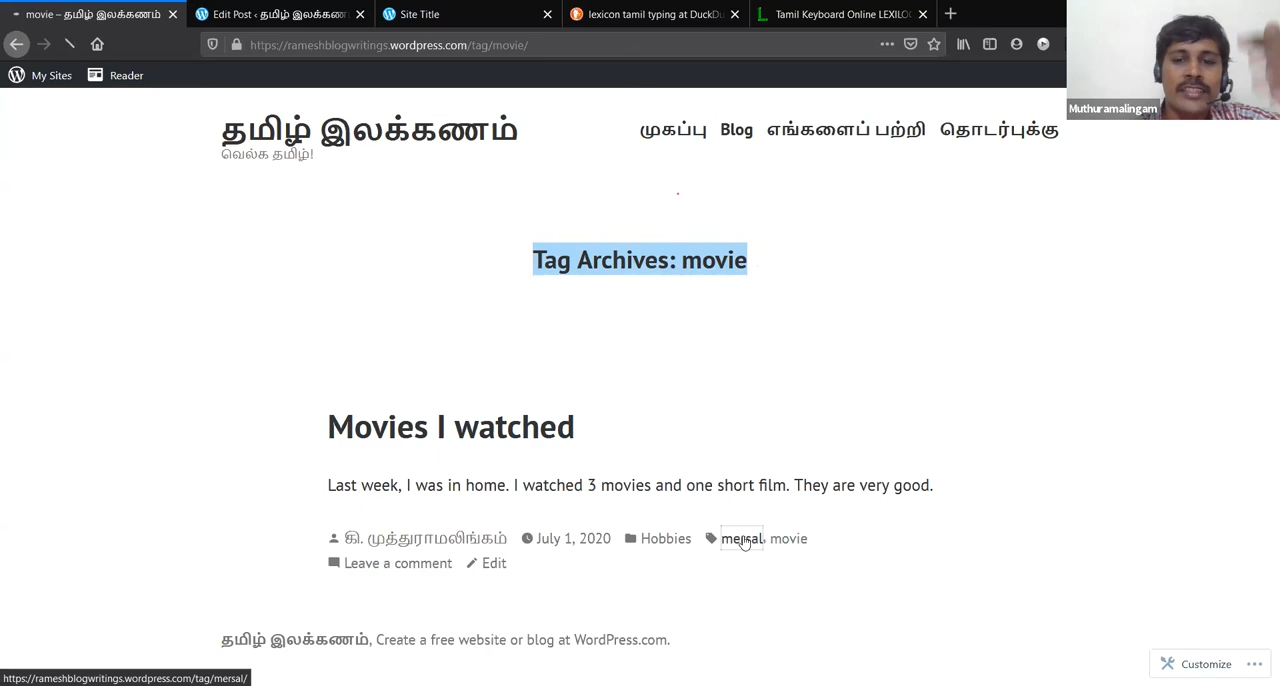 movie – தமிழ் இலக்கணம்
Edit Post ‹ தமிழ் இலக்கண
Site Title
lexicon tamil typing at DuckDu
Tamil Keyboard Online LEXILO
https://rameshblogwritings.wordpress.com/tag/movie/
My Sites
Reader
Muthuramalingam
தமிழ் இலக்கணம்
வெல்க தமிழ்!
முகப்பு Blog எங்களைப் பற்றி தொடர்புக்கு
Tag Archives: movie
Movies I watched
Last week, I was in home. I watched 3 movies and one short film. They are very good.
கி. முத்துராமலிங்கம் July 1, 2020 Hobbies mersal, movie
Leave a comment Edit
தமிழ் இலக்கணம், Create a free website or blog at WordPress.com.
Customize
https://rameshblogwritings.wordpress.com/tag/mersal/